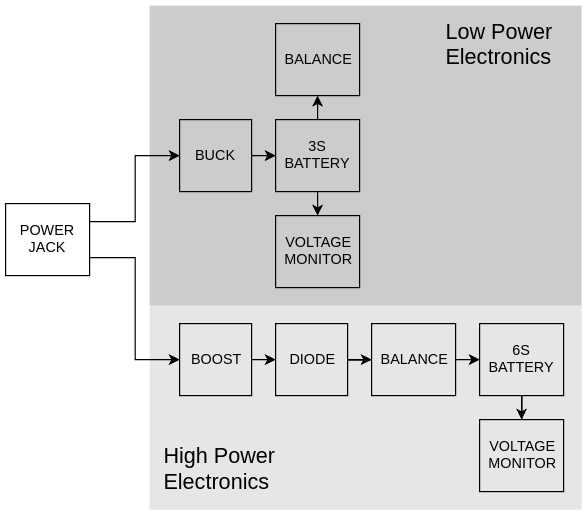 Low Power
Electronics
BALANCE
BUCK
3S
BATTERY
VOLTAGE
MONITOR
POWER
JACK
BOOST
DIODE
BALANCE
6S
BATTERY
VOLTAGE
MONITOR
High Power
Electronics